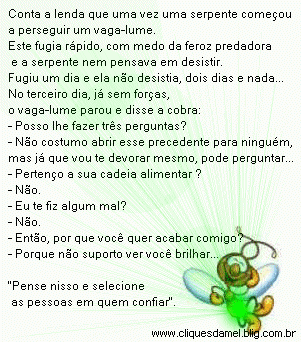 Conta a lenda que uma vez uma serpente começou
a perseguir um vaga-lume.
Este fugia rápido, com medo da feroz predadora
e a serpente nem pensava em desistir.
Fugiu um dia e ela não desistia, dois dias e nada...
No terceiro dia, já sem forças,
o vaga-lume parou e disse a cobra:
- Posso lhe fazer três perguntas?
- Não costumo abrir esse precedente para ninguém,
mas já que vou te devorar mesmo, pode perguntar...
- Pertenço a sua cadeia alimentar ?
- Não.
- Eu te fiz algum mal?
- Não.
- Então, por que você quer acabar comigo?
- Porque não suporto ver você brilhar...
"Pense nisso e selecione
as pessoas em quem confiar".
www.cliquesdamel.blig.com.br